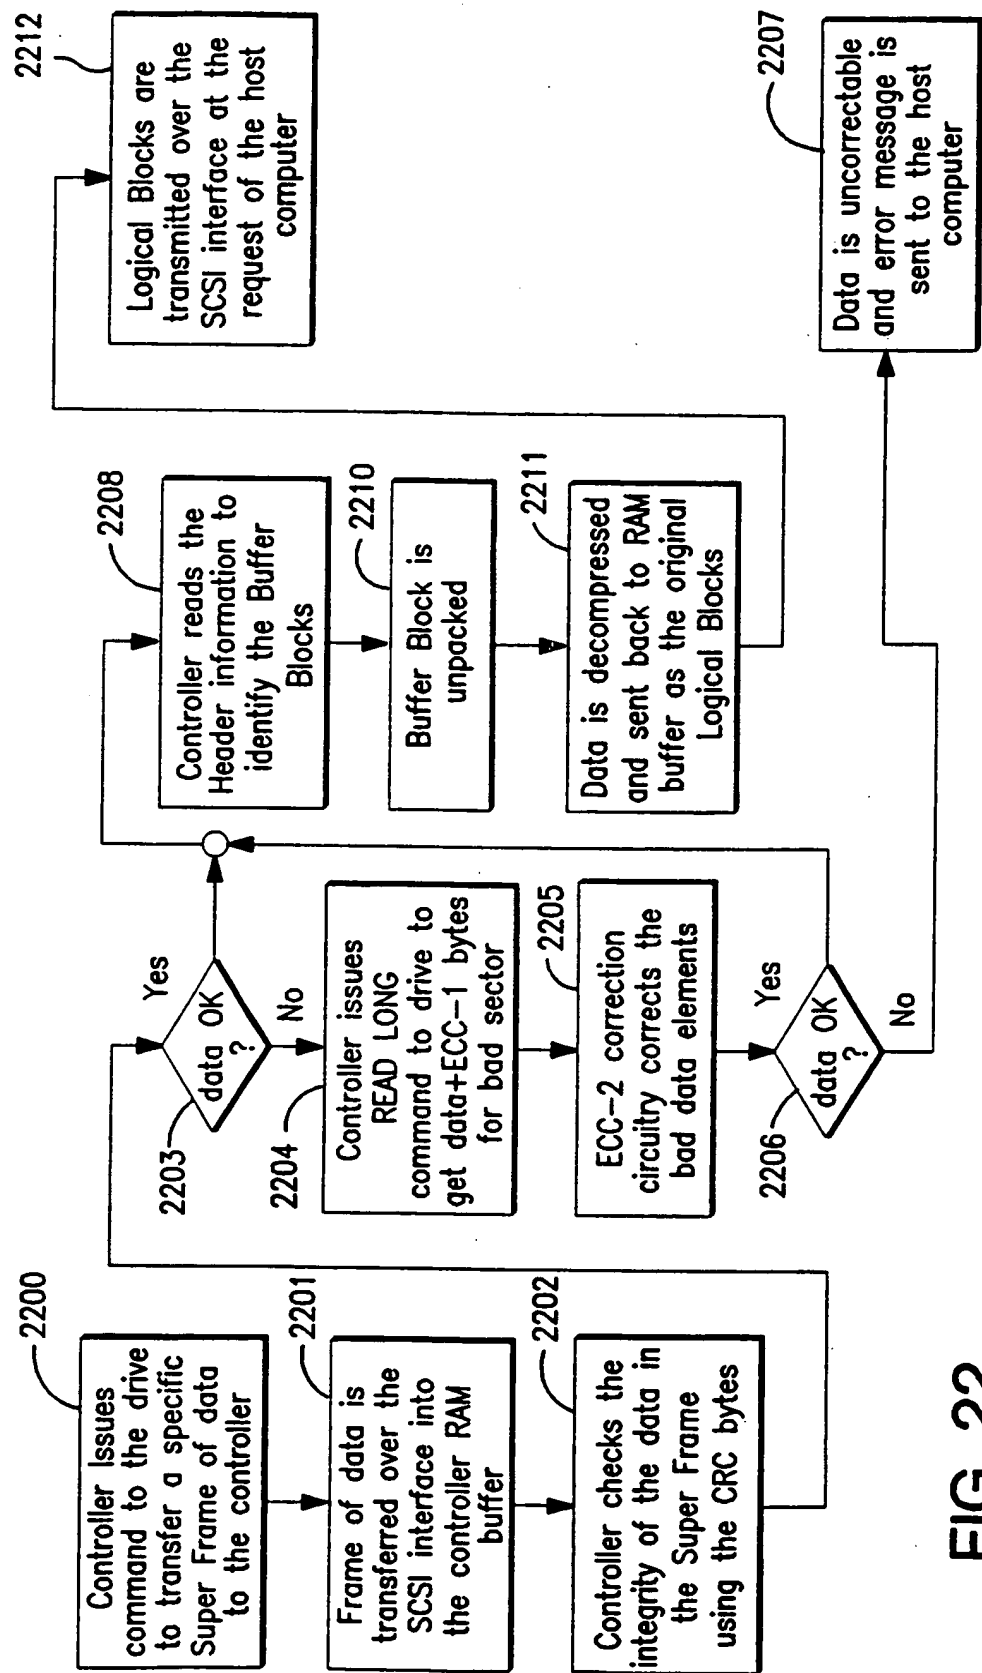 2200
Controller Issues
command to the drive
to transfer a specific
Super Frame of data
to the controller
2201
Frame of data is
transferred over the
SCSI interface into
the controller RAM
buffer
2202
Controller checks the
integrity of the data in
the Super Frame
using the CRC bytes
2203
data OK
?
Yes
No
2204
Controller issues
READ LONG
command to drive to
get data+ECC-1 bytes
for bad sector
2205
ECC-2 correction
circuitry corrects the
bad data elements
2206
data OK
?
Yes
No
2208
Controller reads the
Header information to
identify the Buffer
Blocks
2210
Buffer Block is
unpacked
2211
Data is decompressed
and sent back to RAM
buffer as the original
Logical Blocks
2212
Logical Blocks are
transmitted over the
SCSI interface at the
request of the host
computer
2207
Data is uncorrectable
and error message is
sent to the host
computer
FIG 22